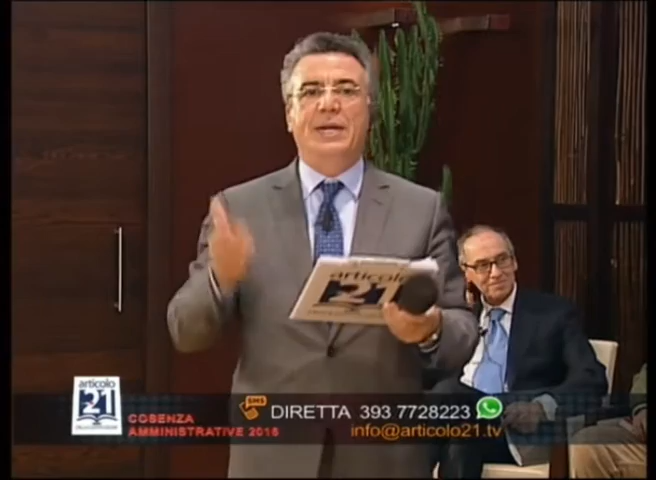 articolo
21
articolo
21
COSENZA
AMMINISTRATIVE 2016
SMS
DIRETTA 393 7728223
info@articolo21.tv